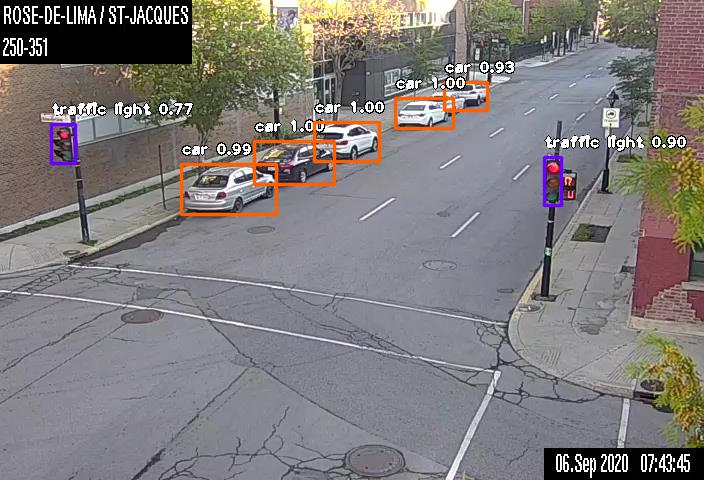 ROSE-DE-LIMA / ST-JACQUES
250-351
car 0.93
car 1.00
traffic light 0.77
car 1.00
car 1.00
traffic light 0.90
car 0.99
06.Sep 2020 07:43:45